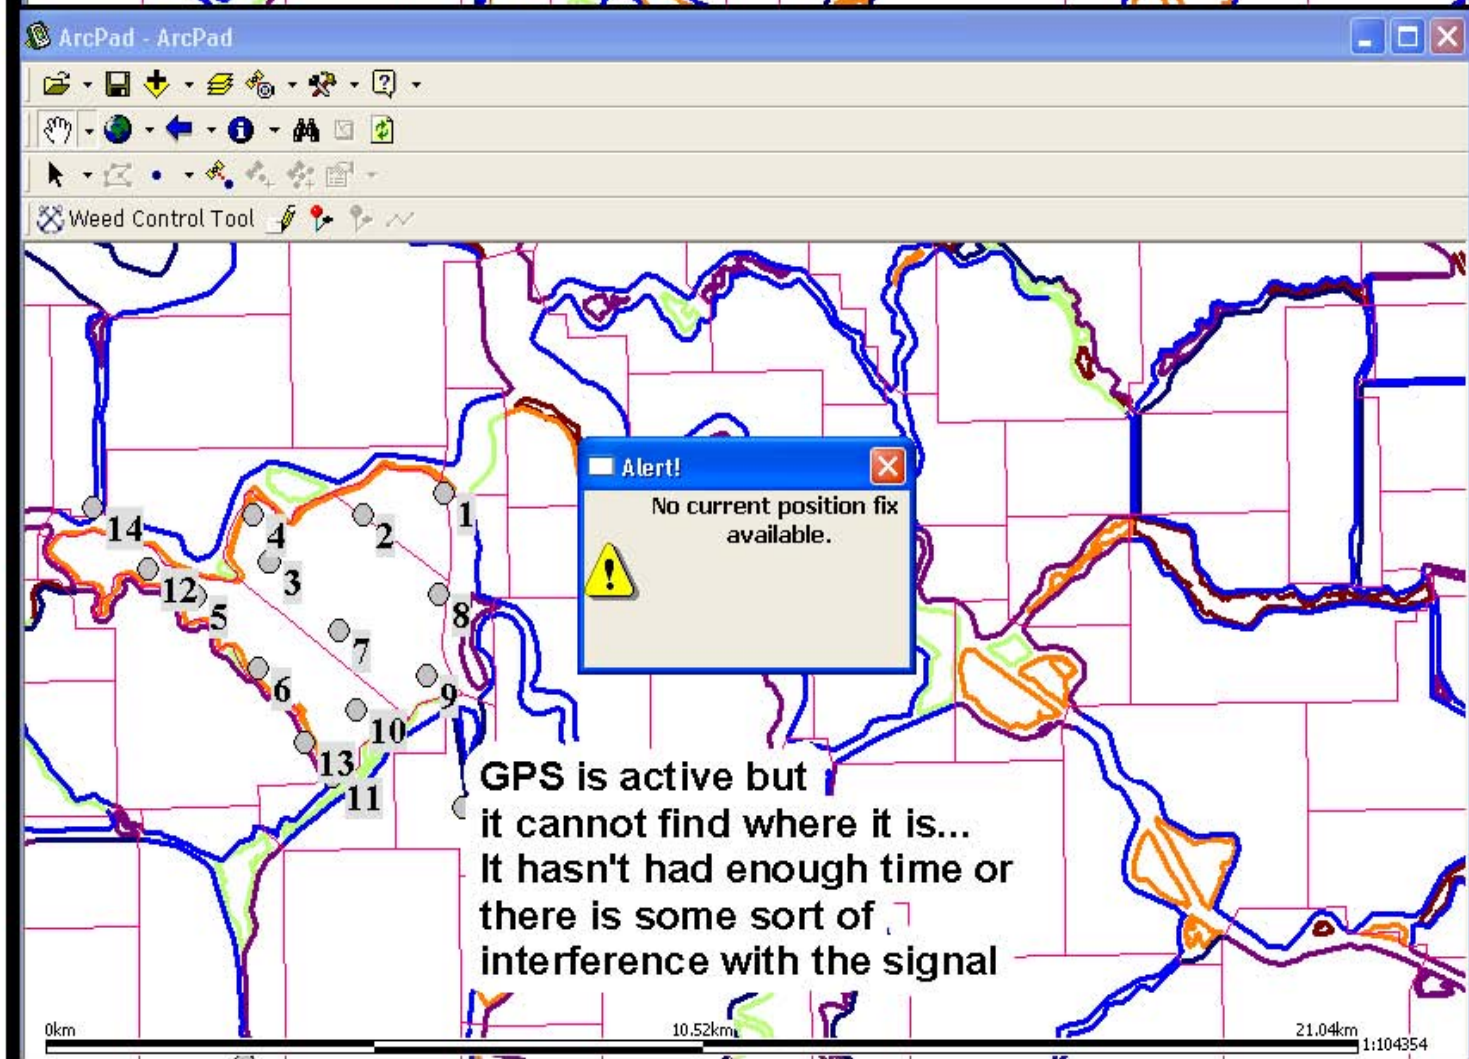 ArcPad - ArcPad
Weed Control Tool
Alert!
No current position fix
available.
1
14
4
2
3
12
5
8
7
6
9
10
13
11
GPS is active but
it cannot find where it is...
It hasn't had enough time or
there is some sort of
interference with the signal
0km
10.52km
21.04km
1:104354